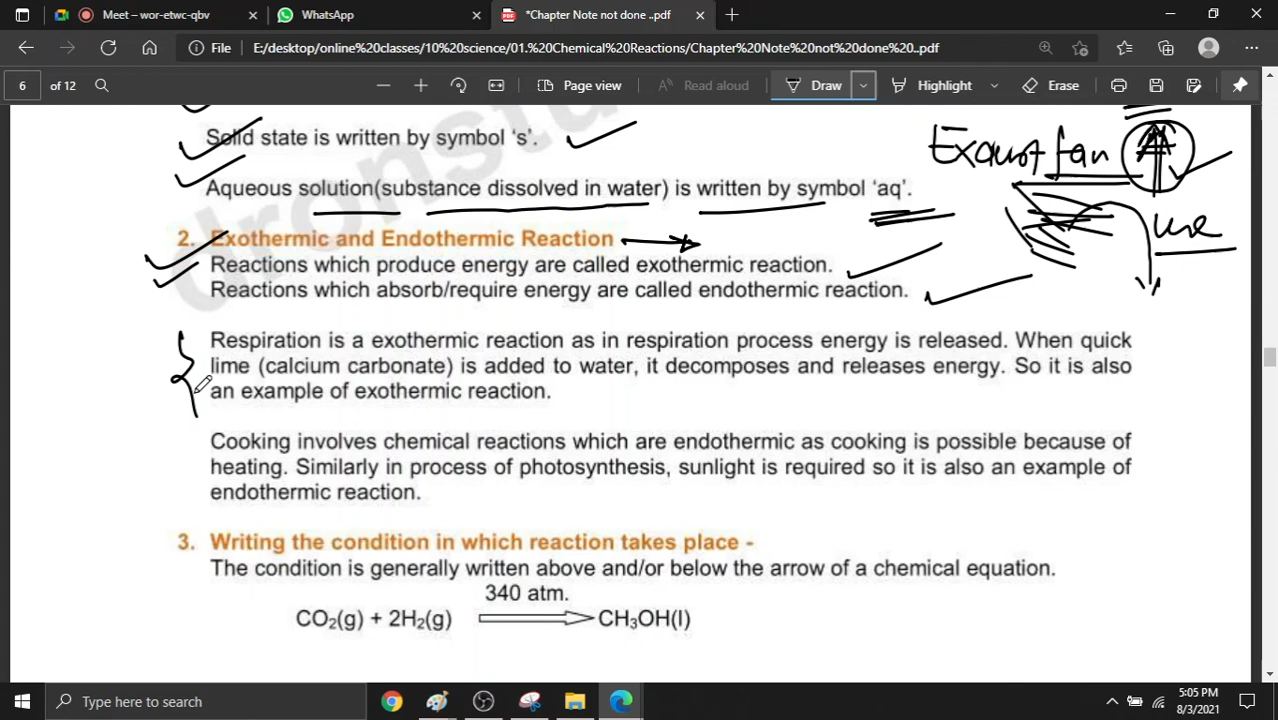 Meet – wor-etwc-qbv
WhatsApp
*Chapter Note not done ..pdf
File
E:/desktop/online%20classes/10%20science/01.%20Chemical%20Reactions/Chapter%20Note%20not%20done%20..pdf
6 of 12
Page view
Read aloud
Draw
Highlight
Erase
Solid state is written by symbol 's'.
Exaust fan
Aqueous solution(substance dissolved in water) is written by symbol 'aq'.
use
2. Exothermic and Endothermic Reaction
Reactions which produce energy are called exothermic reaction.
Reactions which absorb/require energy are called endothermic reaction.
Respiration is a exothermic reaction as in respiration process energy is released. When quick
lime (calcium carbonate) is added to water, it decomposes and releases energy. So it is also
an example of exothermic reaction.
Cooking involves chemical reactions which are endothermic as cooking is possible because of
heating. Similarly in process of photosynthesis, sunlight is required so it is also an example of
endothermic reaction.
3. Writing the condition in which reaction takes place -
The condition is generally written above and/or below the arrow of a chemical equation.
340 atm.
CO₂(g) + 2H₂(g) ⟹ CH₃OH(l)
Type here to search
5:05 PM
8/3/2021